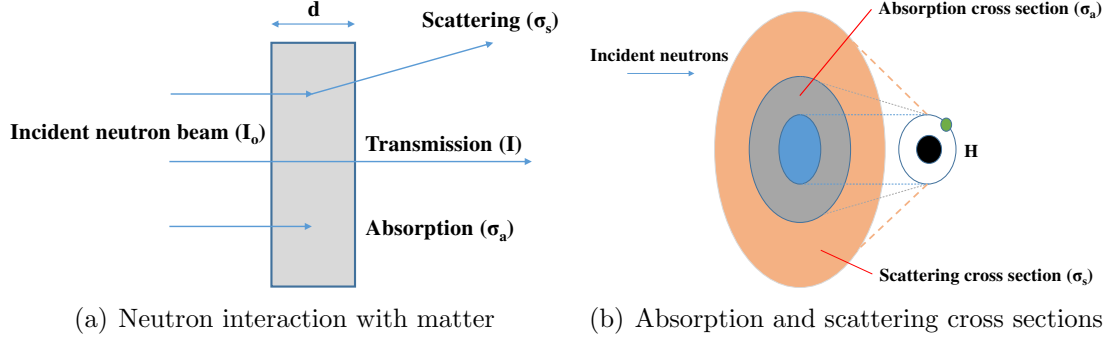 d
Scattering (σs)
Incident neutron beam (Io)
Transmission (I)
Absorption (σa)
(a) Neutron interaction with matter
Absorption cross section (σa)
Incident neutrons
H
Scattering cross section (σs)
(b) Absorption and scattering cross sections